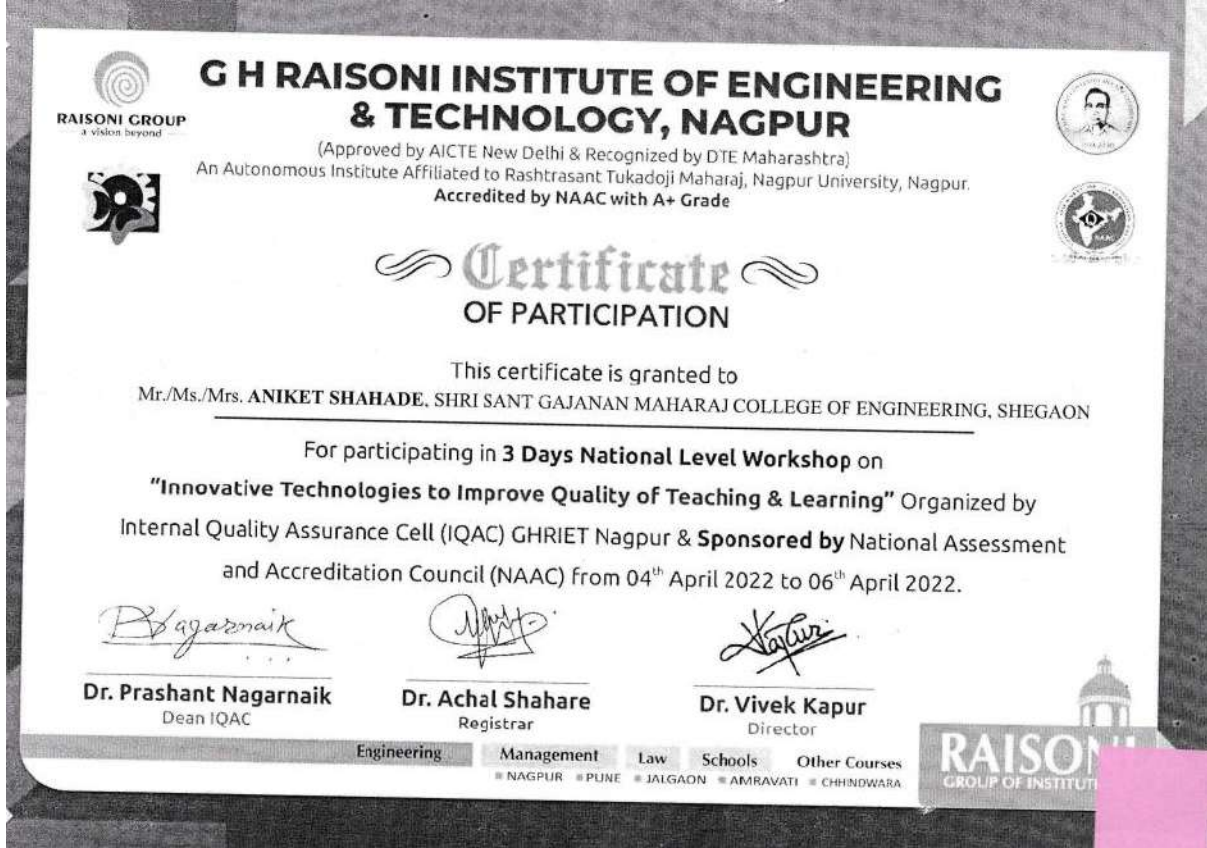 RAISONI GROUP
a vision beyond
G H RAISONI INSTITUTE OF ENGINEERING
& TECHNOLOGY, NAGPUR
(Approved by AICTE New Delhi & Recognized by DTE Maharashtra)
An Autonomous Institute Affiliated to Rashtrasant Tukadoji Maharaj, Nagpur University, Nagpur.
Accredited by NAAC with A+ Grade
NAAC
Certificate
OF PARTICIPATION
This certificate is granted to
Mr./Ms./Mrs. ANIKET SHAHADE, SHRI SANT GAJANAN MAHARAJ COLLEGE OF ENGINEERING, SHEGAON
For participating in 3 Days National Level Workshop on
"Innovative Technologies to Improve Quality of Teaching & Learning" Organized by
Internal Quality Assurance Cell (IQAC) GHRIET Nagpur & Sponsored by National Assessment
and Accreditation Council (NAAC) from 04th April 2022 to 06th April 2022.
Dr. Prashant Nagarnaik
Dean IQAC
Dr. Achal Shahare
Registrar
Dr. Vivek Kapur
Director
Engineering Management Law Schools Other Courses
NAGPUR PUNE JALGAON AMRAVATI CHHINDWARA
RAISONI
GROUP OF INSTITUT